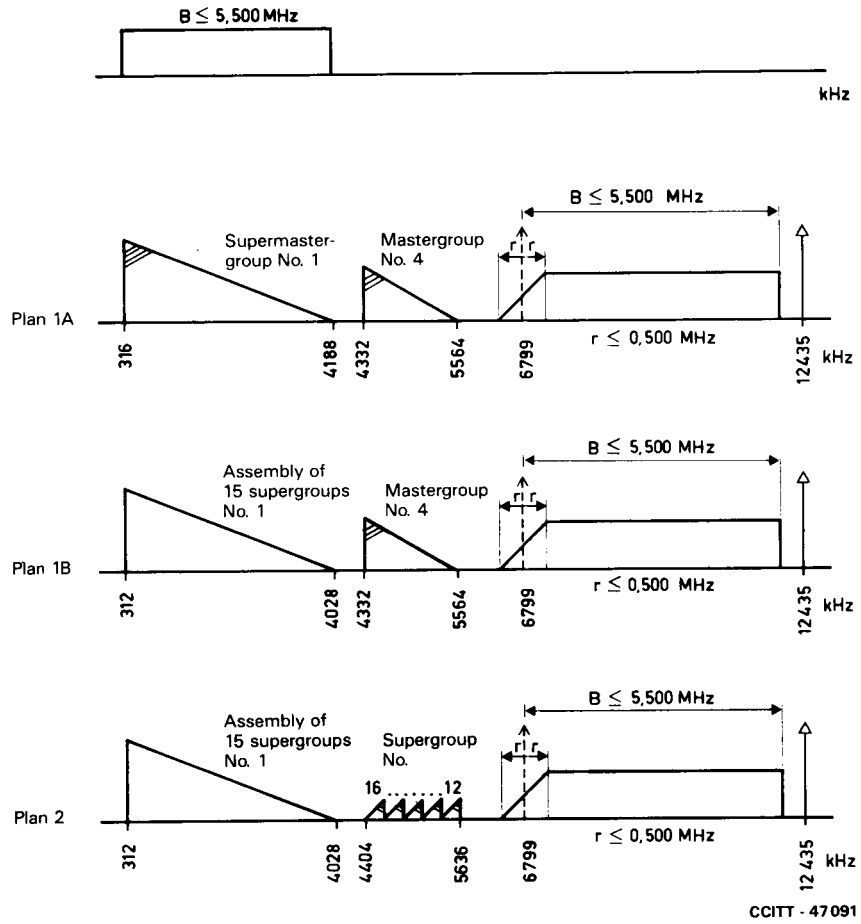 B ≤ 5,500 MHz
kHz
B ≤ 5,500 MHz
Supermaster-
group No. 1
Mastergroup
No. 4
r r
Plan 1A
r ≤ 0,500 MHz
316
4188
4332
5564
6799
12435
kHz
B ≤ 5,500 MHz
Assembly of
15 supergroups
No. 1
Mastergroup
No. 4
r r
Plan 1B
r ≤ 0,500 MHz
312
4028
4332
5564
6799
12435
kHz
B ≤ 5,500 MHz
Assembly of
15 supergroups
No. 1
Supergroup
No.
16 ....... 12
r r
Plan 2
r ≤ 0,500 MHz
312
4028
4404
5636
6799
12435
kHz
CCITT - 47091